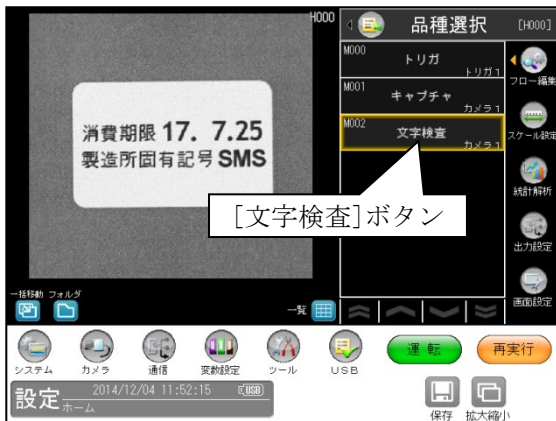 H000
品種選択 [H000]
M000
トリガ
トリガ1
M001
キャプチャ
カメラ1
M002
文字検査
カメラ1
フロー編集
スケール設定
統計解析
出力設定
画面設定
消費期限 17. 7.25
製造所固有記号 SMS
[文字検査]ボタン
一括移動 フォルダ
一覧
システム カメラ 通信 変数設定 ツール USB
運転 再実行
設定 ホーム 2014/12/04 11:52:15 USB
保存 拡大縮小